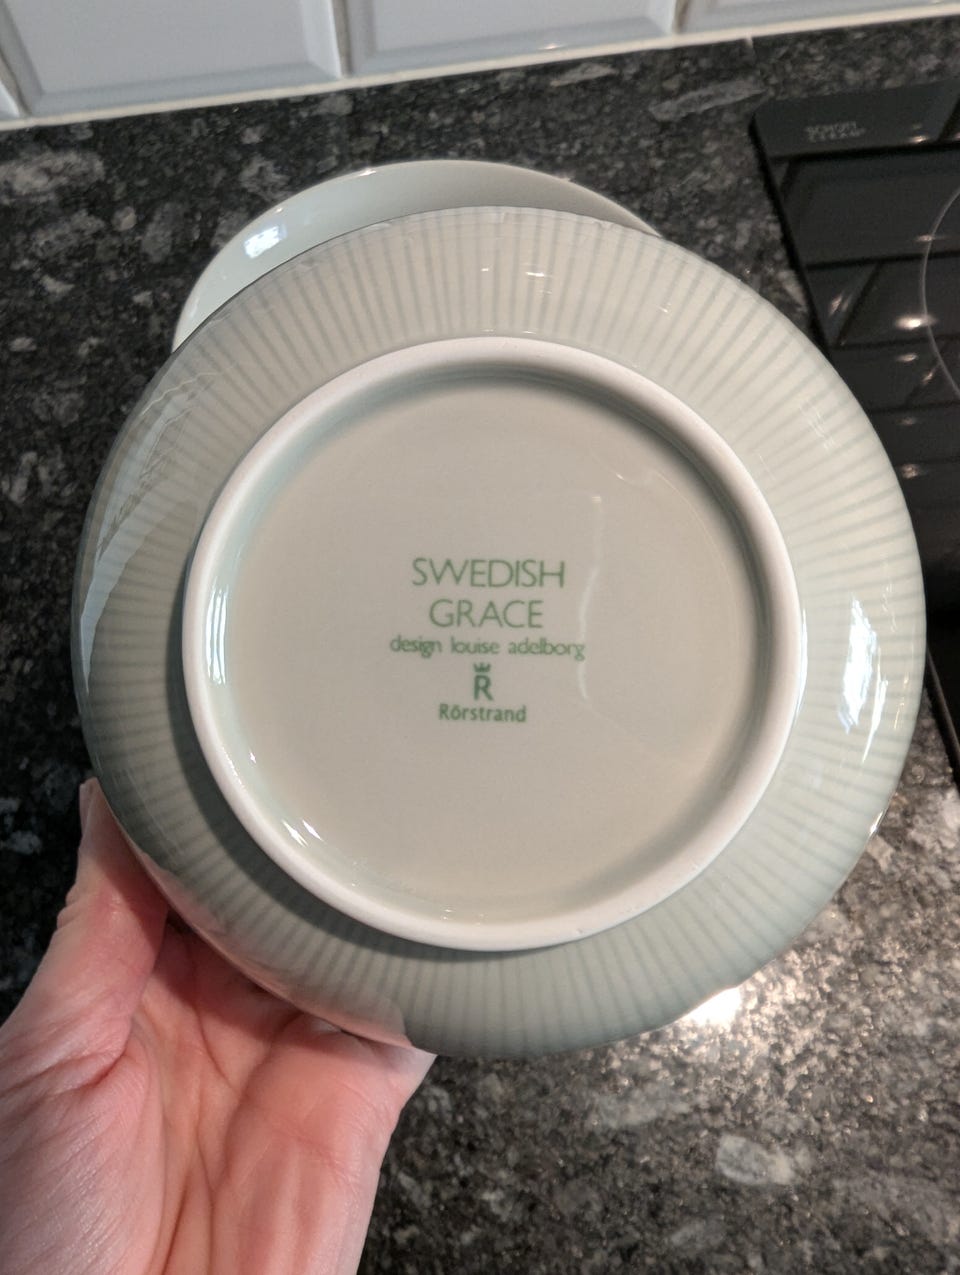 SWEDISH
GRACE
design louise adelborg
R
Rörstrand